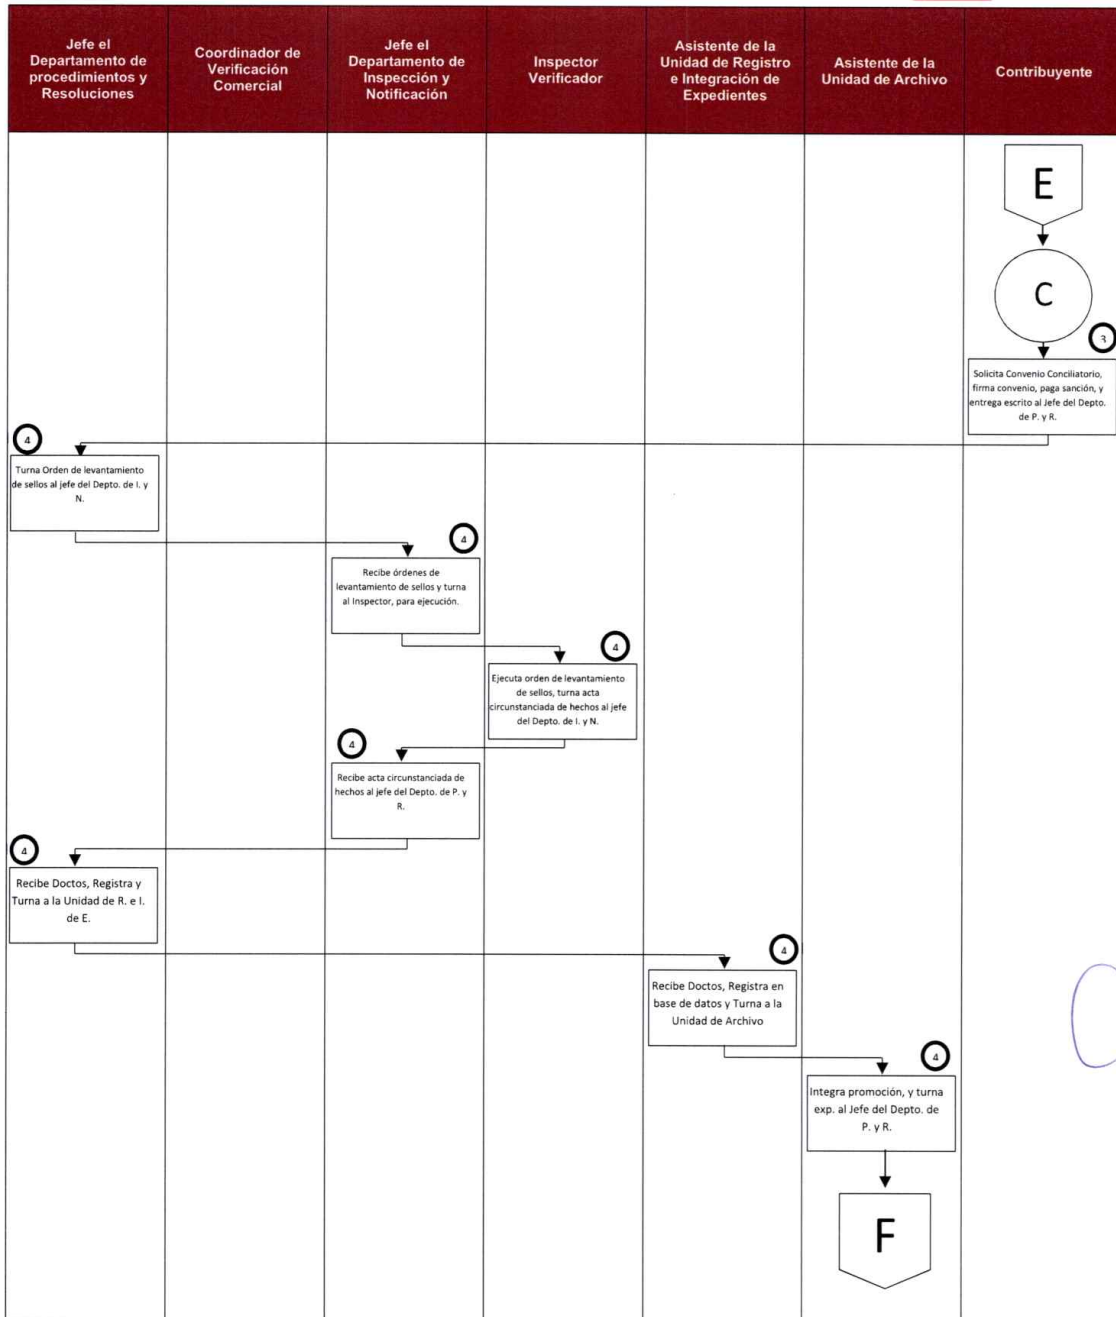 Jefe el
Departamento de
procedimientos y
Resoluciones
Coordinador de
Verificación
Comercial
Jefe el
Departamento de
Inspección y
Notificación
Inspector
Verificador
Asistente de la
Unidad de Registro
e Integración de
Expedientes
Asistente de la
Unidad de Archivo
Contribuyente
E
C
3
Solicita Convenio Conciliatorio,
firma convenio, paga sanción, y
entrega escrito al Jefe del Depto.
de P. y R.
4
Turna Orden de levantamiento
de sellos al jefe del Depto. de I. y
N.
4
Recibe órdenes de
levantamiento de sellos y turna
al Inspector, para ejecución.
4
Ejecuta orden de levantamiento
de sellos, turna acta
circunstanciada de hechos al jefe
del Depto. de I. y N.
4
Recibe acta circunstanciada de
hechos al jefe del Depto. de P. y
R.
4
Recibe Doctos, Registra y
Turna a la Unidad de R. e I.
de E.
4
Recibe Doctos, Registra en
base de datos y Turna a la
Unidad de Archivo
4
Integra promoción, y turna
exp. al Jefe del Depto. de
P. y R.
F